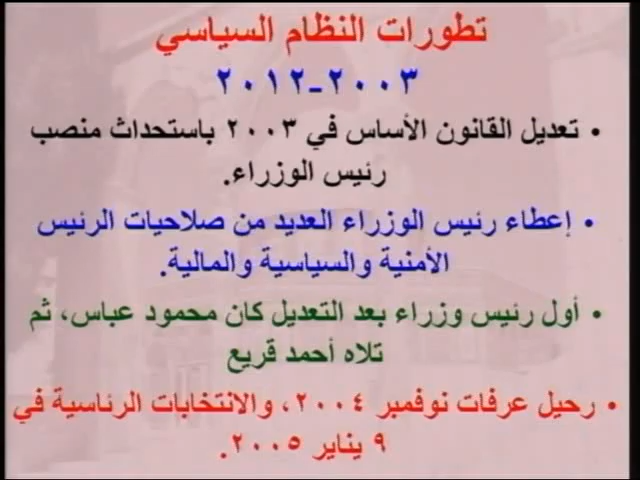 تطورات النظام السياسي
٢٠٠٣-٢٠١٢
• تعديل القانون الأساس في ٢٠٠٣ باستحداث منصب
رئيس الوزراء.
• إعطاء رئيس الوزراء العديد من صلاحيات الرئيس
الأمنية والسياسية والمالية.
• أول رئيس وزراء بعد التعديل كان محمود عباس، ثم
تلاه أحمد قريع
• رحيل عرفات نوفمبر ٢٠٠٤، والانتخابات الرئاسية في
٩ يناير ٢٠٠٥.